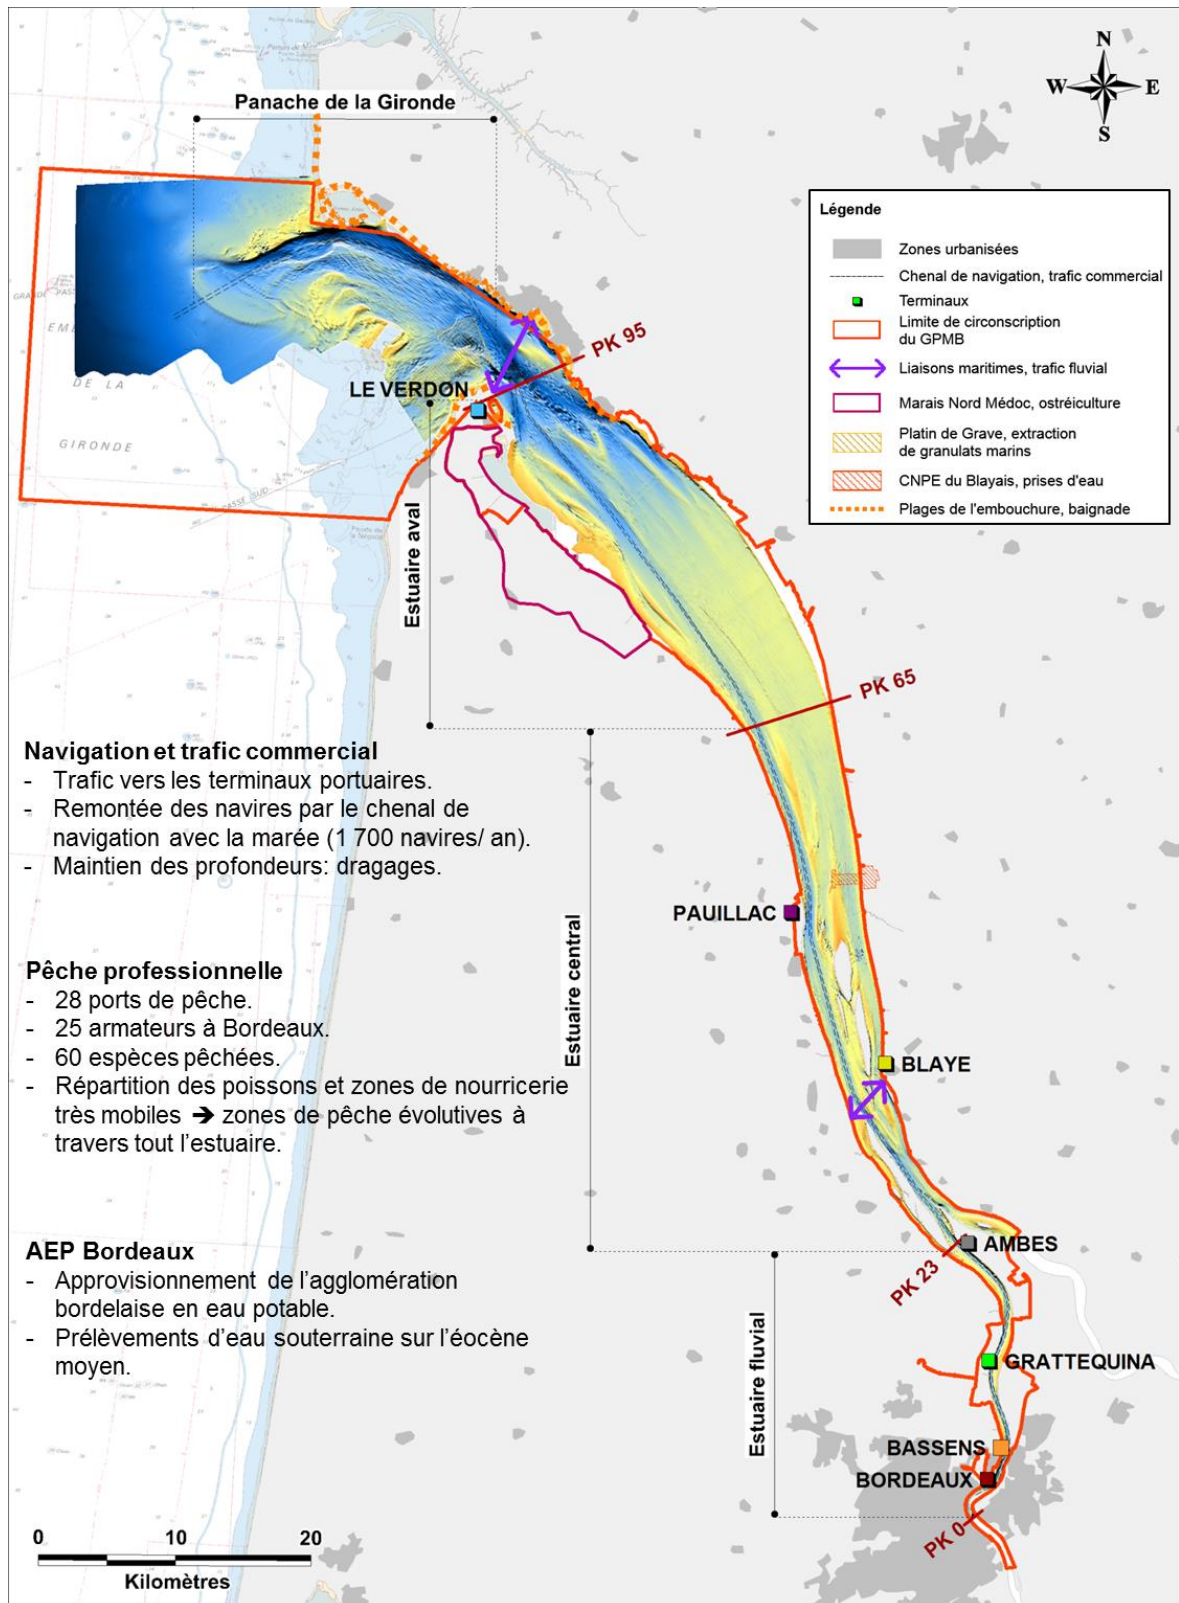 N
W
E
S
Panache de la Gironde
Légende
Zones urbanisées
Chenal de navigation, trafic commercial
Terminaux
Limite de circonscription
du GPMB
Liaisons maritimes, trafic fluvial
Marais Nord Médoc, ostréiculture
Platin de Grave, extraction
de granulats marins
CNPE du Blayais, prises d'eau
Plages de l'embouchure, baignade
PK 95
LE VERDON
DE LA
GIRONDE
PASSE SUD
Estuaire aval
PK 65
Navigation et trafic commercial
- Trafic vers les terminaux portuaires.
- Remontée des navires par le chenal de
navigation avec la marée (1 700 navires/ an).
- Maintien des profondeurs: dragages.
PAUILLAC
Estuaire central
Pêche professionnelle
- 28 ports de pêche.
- 25 armateurs à Bordeaux.
- 60 espèces pêchées.
- Répartition des poissons et zones de nourricerie
très mobiles ➔ zones de pêche évolutives à
travers tout l'estuaire.
BLAYE
AEP Bordeaux
- Approvisionnement de l'agglomération
bordelaise en eau potable.
- Prélèvements d'eau souterraine sur l'éocène
moyen.
AMBES
PK 23
GRATTEQUINA
Estuaire fluvial
BASSENS
BORDEAUX
PK 0
0 10 20
Kilomètres